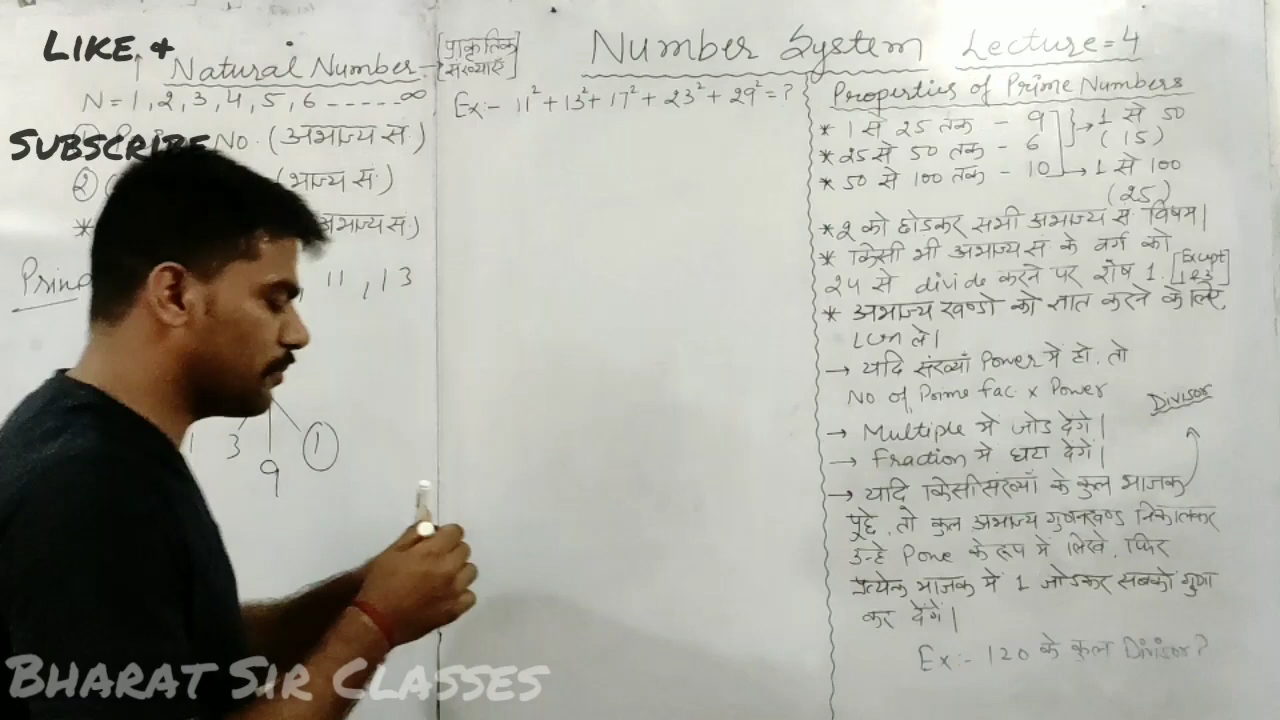 LIKE &
SUBSCRIBE
Natural Number → [प्राकृतिक संख्याएँ]
N = 1, 2, 3, 4, 5, 6 ------ ∞
No. (अभाज्य सं.)
②
(भाज्य सं.)
*
अभाज्य सं.)
Prim
11, 13
1 3 9 ①
Number System Lecture = 4
Ex:- 11² + 13² + 17² + 23² + 29² = ?
Properties of Prime Numbers
* 1 से 25 तक - 9
* 25 से 50 तक - 6
* 50 से 100 तक - 10
→ 1 से 50
(15)
→ 1 से 100
(25)
* 2 को छोडकर सभी अभाज्य सं. विषम।
* किसी भी अभाज्य सं के वर्ग को
24 से divide करने पर शेष 1. [Except 2 & 3]
* अभाज्य खण्डो को ज्ञात करने के लिए
LCM ले।
→ यदि संख्याँ Power मे हो. तो
No of Prime fac. x Power
→ Multiple मे जोड देगे।
→ Fraction मे घटा देगें।
Divisor
→ यदि किसी संख्याँ के कुल भाजक
पूछे, तो कुल अभाज्य गुणनखण्ड निकालकर
उन्हे Powe के रूप मे लिखे. फिर
प्रत्येक भाजक मे 1 जोडकर सबको गुणा
कर देगें।
Ex:- 120 के कुल Divisor?
BHARAT SIR CLASSES